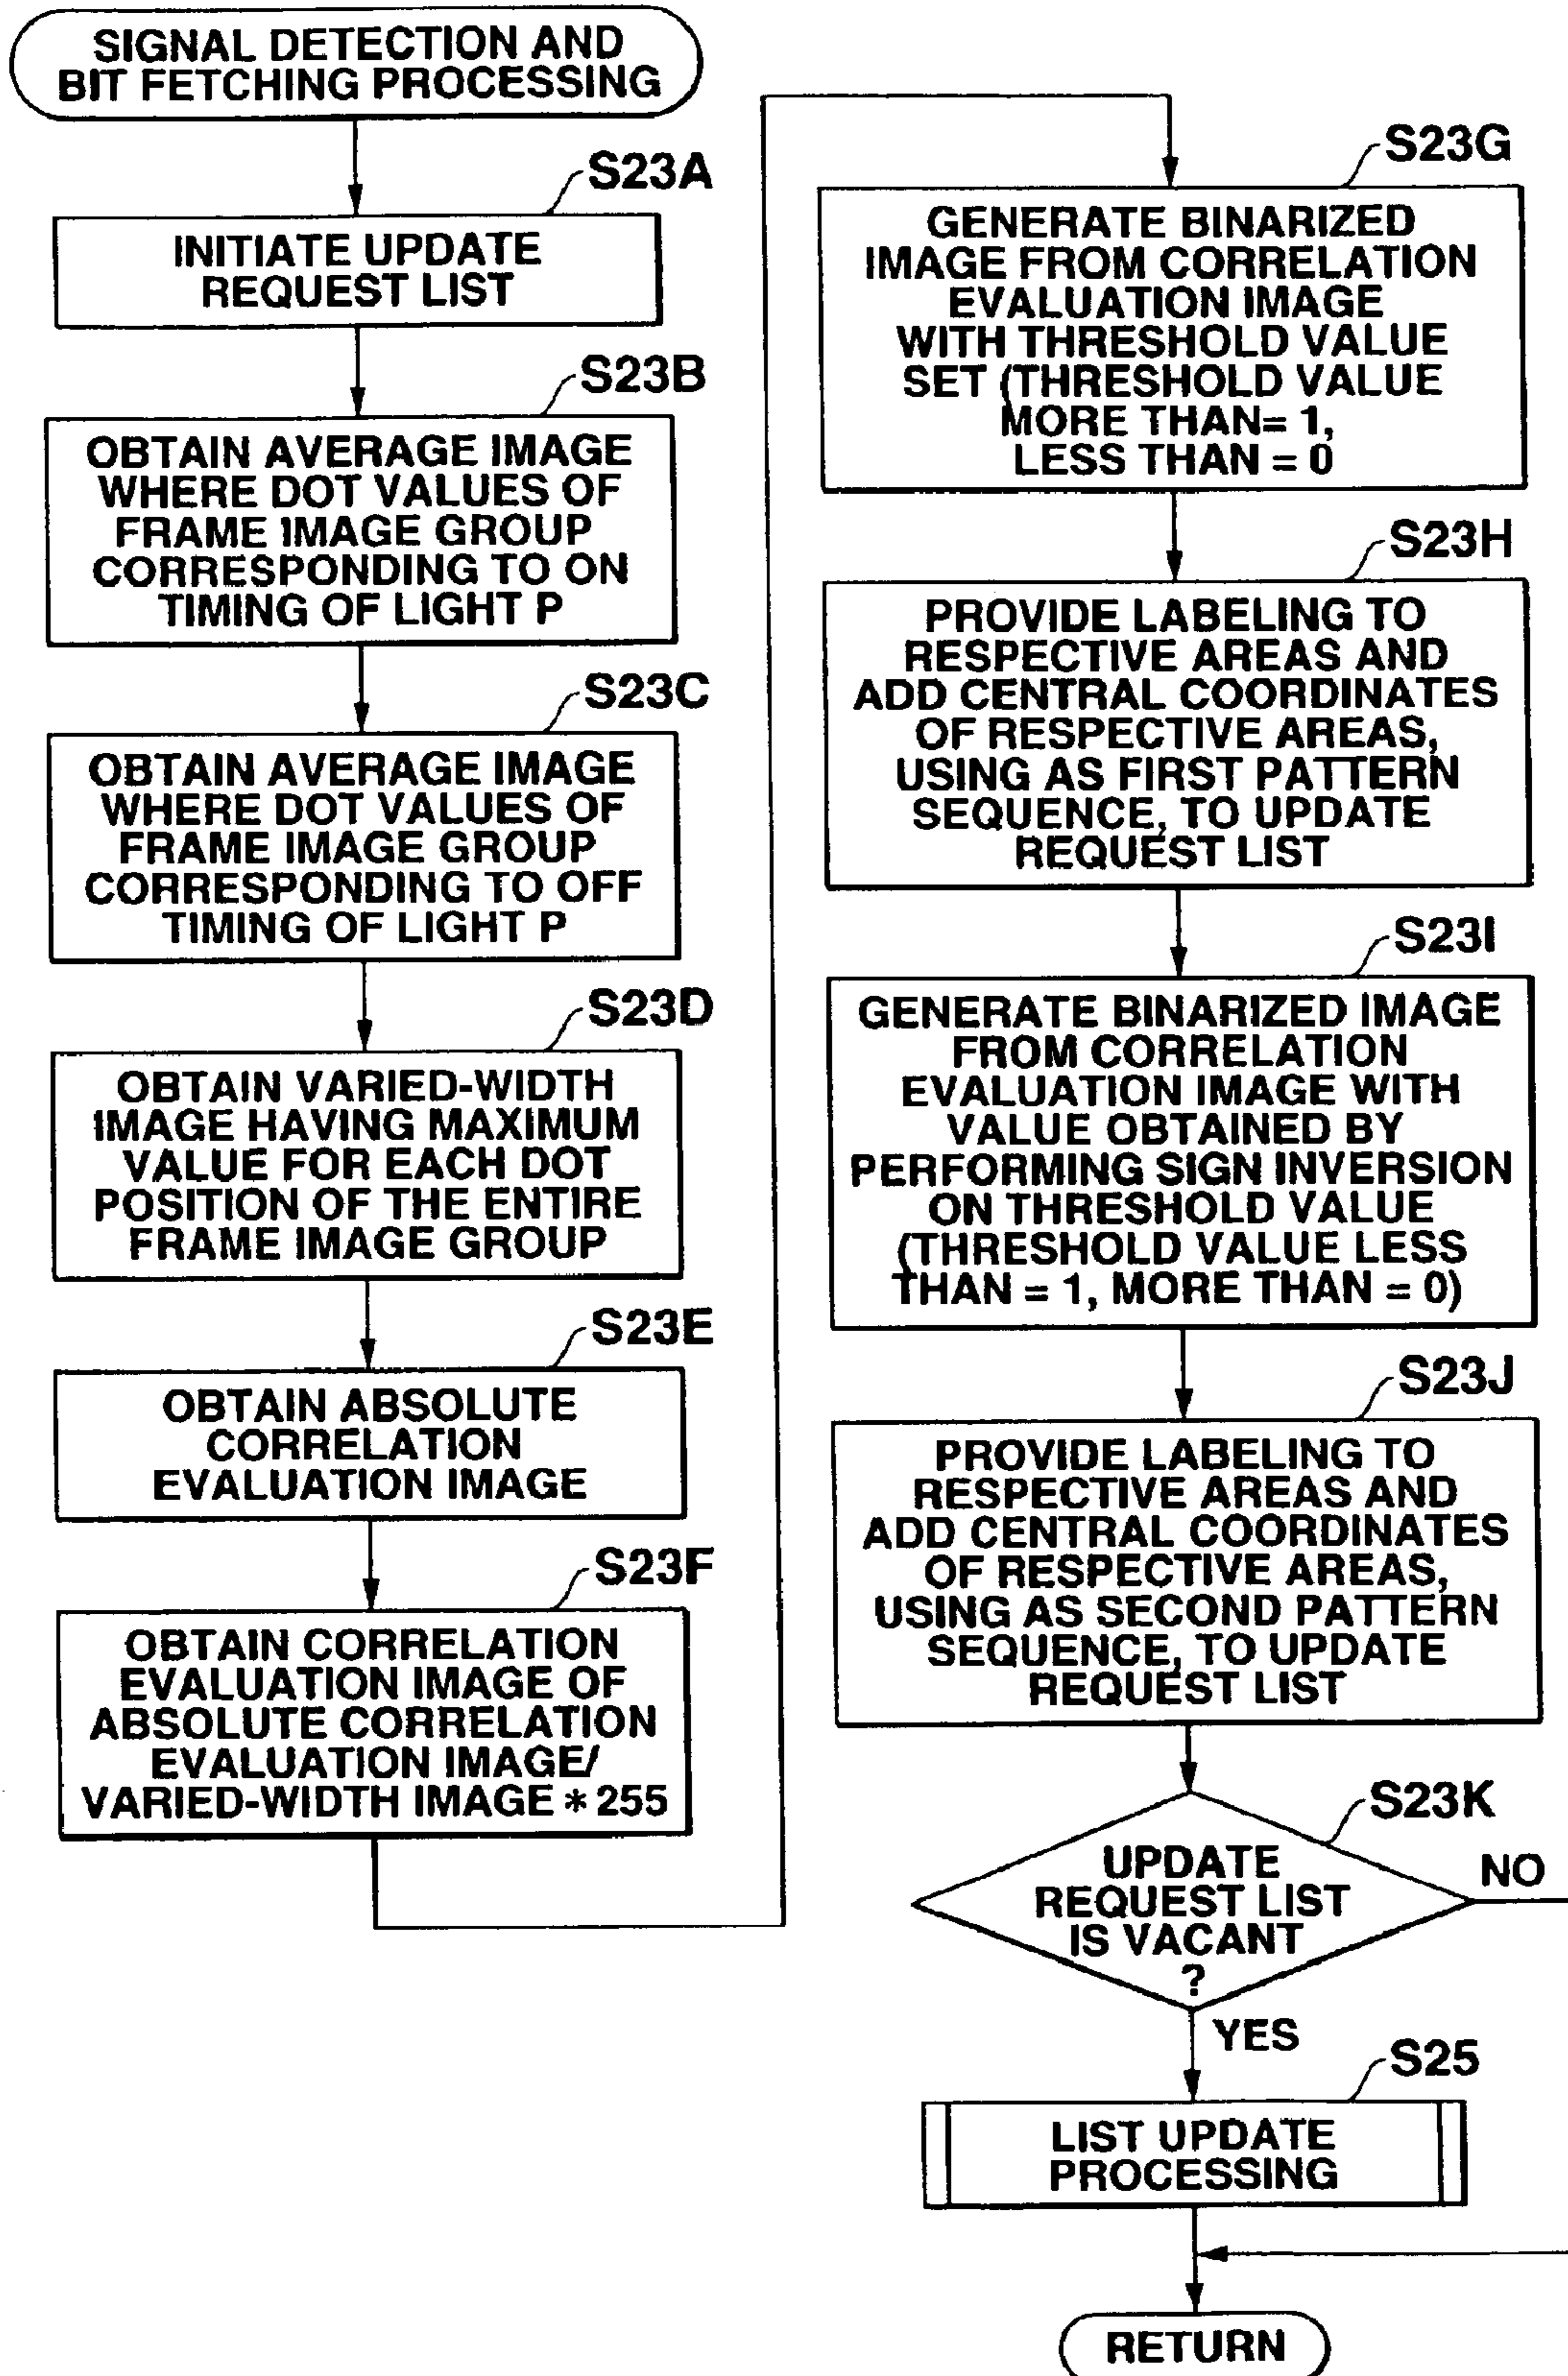 SIGNAL DETECTION AND
BIT FETCHING PROCESSING
S23A
INITIATE UPDATE
REQUEST LIST
S23B
OBTAIN AVERAGE IMAGE
WHERE DOT VALUES OF
FRAME IMAGE GROUP
CORRESPONDING TO ON
TIMING OF LIGHT P
S23C
OBTAIN AVERAGE IMAGE
WHERE DOT VALUES OF
FRAME IMAGE GROUP
CORRESPONDING TO OFF
TIMING OF LIGHT P
S23D
OBTAIN VARIED-WIDTH
IMAGE HAVING MAXIMUM
VALUE FOR EACH DOT
POSITION OF THE ENTIRE
FRAME IMAGE GROUP
S23E
OBTAIN ABSOLUTE
CORRELATION
EVALUATION IMAGE
S23F
OBTAIN CORRELATION
EVALUATION IMAGE OF
ABSOLUTE CORRELATION
EVALUATION IMAGE/
VARIED-WIDTH IMAGE * 255
S23G
GENERATE BINARIZED
IMAGE FROM CORRELATION
EVALUATION IMAGE
WITH THRESHOLD VALUE
SET (THRESHOLD VALUE
MORE THAN= 1,
LESS THAN = 0
S23H
PROVIDE LABELING TO
RESPECTIVE AREAS AND
ADD CENTRAL COORDINATES
OF RESPECTIVE AREAS,
USING AS FIRST PATTERN
SEQUENCE, TO UPDATE
REQUEST LIST
S23I
GENERATE BINARIZED IMAGE
FROM CORRELATION
EVALUATION IMAGE WITH
VALUE OBTAINED BY
PERFORMING SIGN INVERSION
ON THRESHOLD VALUE
(THRESHOLD VALUE LESS
THAN = 1, MORE THAN = 0)
S23J
PROVIDE LABELING TO
RESPECTIVE AREAS AND
ADD CENTRAL COORDINATES
OF RESPECTIVE AREAS,
USING AS SECOND PATTERN
SEQUENCE, TO UPDATE
REQUEST LIST
S23K
UPDATE
REQUEST LIST
IS VACANT
?
NO
YES
S25
LIST UPDATE
PROCESSING
RETURN